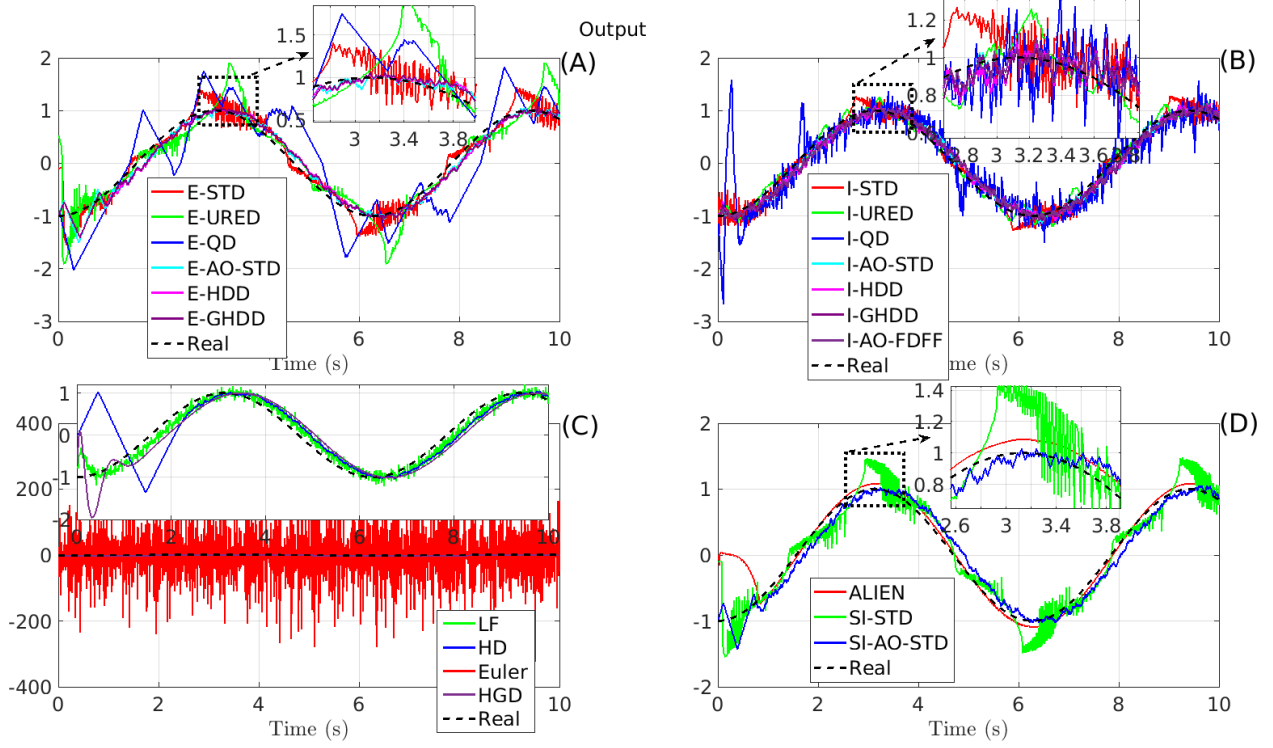 Output
(A)
1.5
1
0.5
3
3.4
3.8
2
1
0
-1
-2
-3
0
2
4
6
8
10
Time (s)
E-STD
E-URED
E-QD
E-AO-STD
E-HDD
E-GHDD
Real
(B)
1.2
1
0.8
3
3.2
3.4
3.6
2
1
0
-1
-2
-3
0
2
4
6
8
10
me (s)
I-STD
I-URED
I-QD
I-AO-STD
I-HDD
I-GHDD
I-AO-FDFF
Real
(C)
1
0
-1
-2
0
2
4
6
8
10
400
200
0
-200
-400
0
2
4
6
8
10
Time (s)
LF
HD
Euler
HGD
Real
(D)
1.4
1.2
1
0.8
2.6
3
3.4
3.8
2
1
0
-1
-2
0
2
4
6
8
10
Time (s)
ALIEN
SI-STD
SI-AO-STD
Real